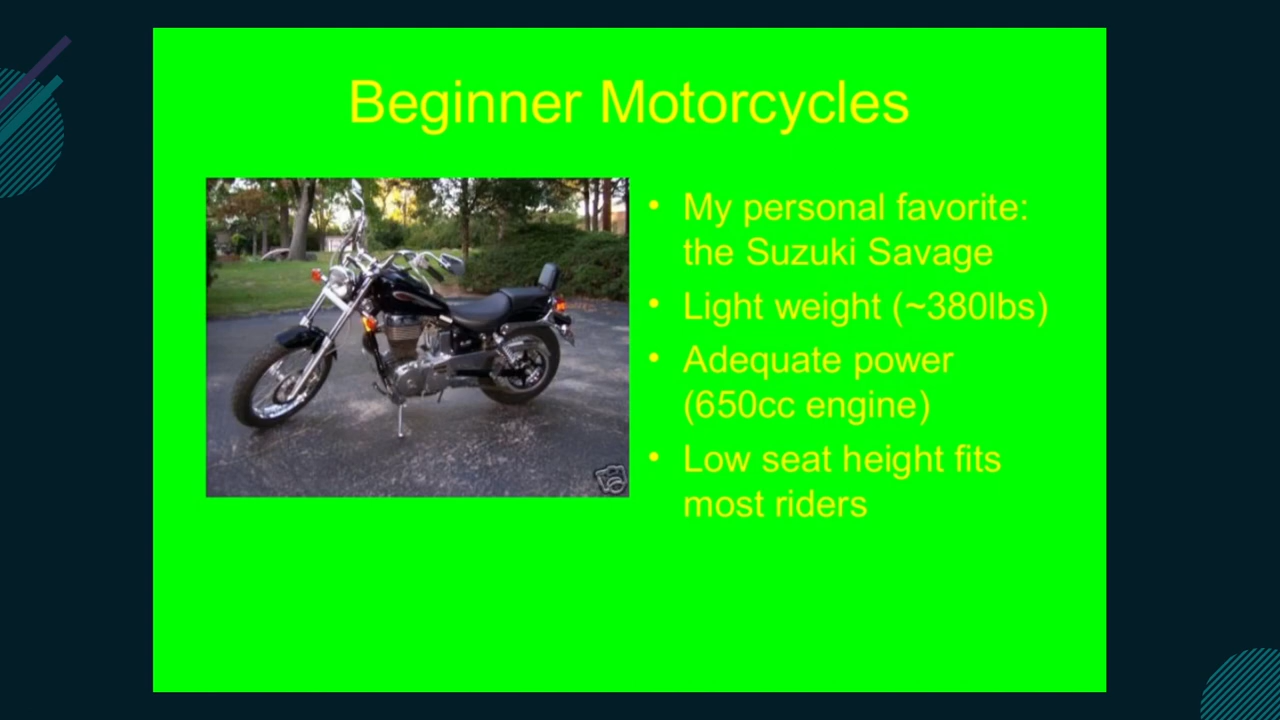 Beginner Motorcycles
• My personal favorite:
the Suzuki Savage
• Light weight (~380lbs)
• Adequate power
(650cc engine)
• Low seat height fits
most riders